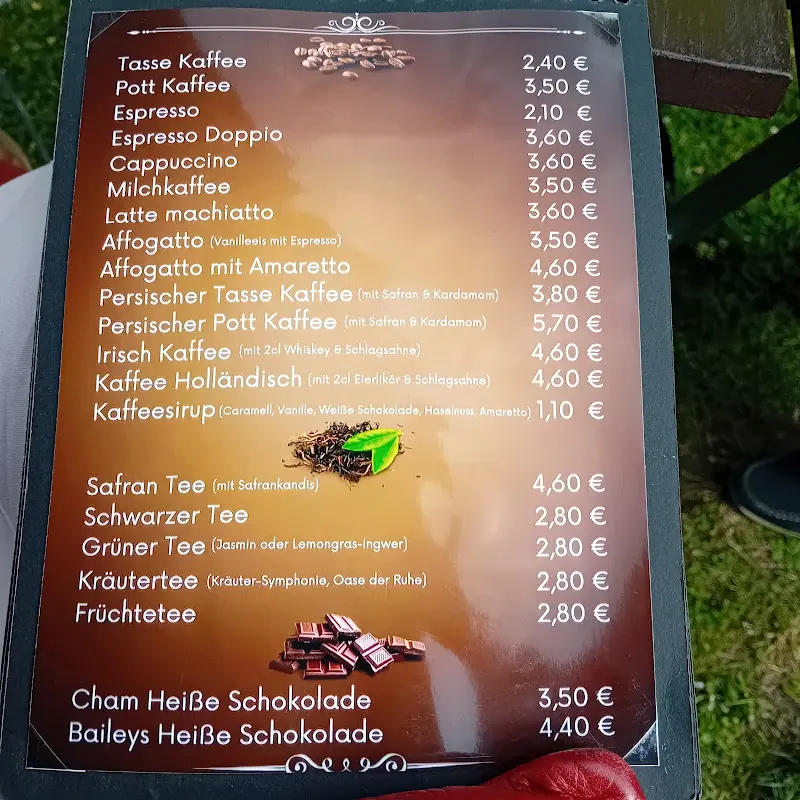 Tasse Kaffee 2,40 €
Pott Kaffee 3,50 €
Espresso 2,10 €
Espresso Doppio 3,60 €
Cappuccino 3,60 €
Milchkaffee 3,50 €
Latte machiatto 3,60 €
Affogatto (Vanilleeis mit Espresso) 3,50 €
Affogatto mit Amaretto 4,60 €
Persischer Tasse Kaffee (mit Safran & Kardamom) 3,80 €
Persischer Pott Kaffee (mit Safran & Kardamom) 5,70 €
Irisch Kaffee (mit 2cl Whiskey & Schlagsahne) 4,60 €
Kaffee Holländisch (mit 2cl Eierlikör & Schlagsahne) 4,60 €
Kaffeesirup (Caramell, Vanille, Weiße Schokolade, Haselnuss, Amaretto) 1,10 €
Safran Tee (mit Safrankandis) 4,60 €
Schwarzer Tee 2,80 €
Grüner Tee (Jasmin oder Lemongras-Ingwer) 2,80 €
Kräutertee (Kräuter-Symphonie, Oase der Ruhe) 2,80 €
Früchtetee 2,80 €
Cham Heiße Schokolade 3,50 €
Baileys Heiße Schokolade 4,40 €